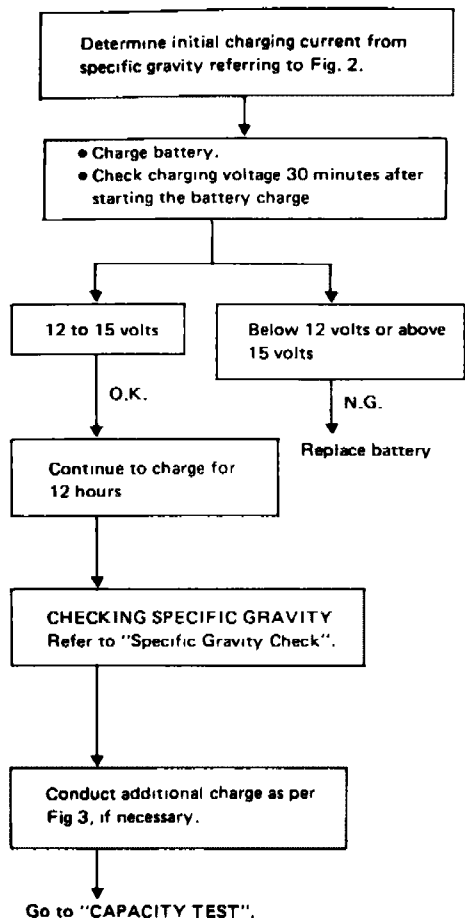 Determine initial charging current from
specific gravity referring to Fig. 2.
• Charge battery.
• Check charging voltage 30 minutes after
starting the battery charge
12 to 15 volts
Below 12 volts or above
15 volts
O.K.
N.G.
Replace battery
Continue to charge for
12 hours
CHECKING SPECIFIC GRAVITY
Refer to "Specific Gravity Check".
Conduct additional charge as per
Fig 3, if necessary.
Go to "CAPACITY TEST".